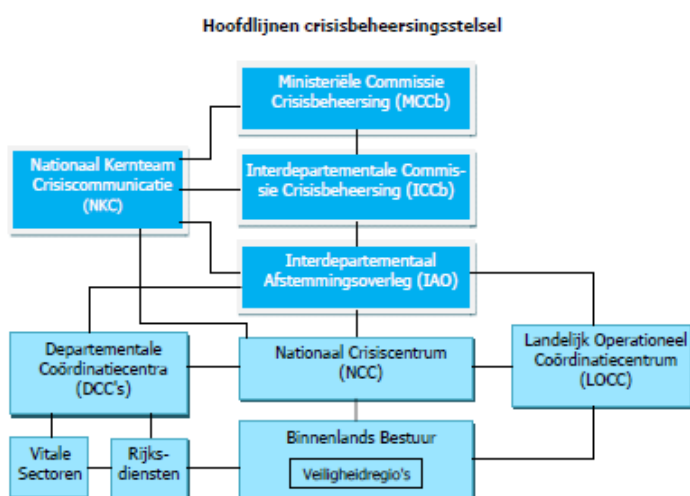 Hoofdlijnen crisisbeheersingsstelsel
Ministeriële Commissie
Crisisbeheersing (MCCb)
Nationaal Kernteam
Crisiscommunicatie
(NKC)
Interdepartementale Commis-
sie Crisisbeheersing (ICCb)
Interdepartementaal
Afstemmingsoverleg (IAO)
Departementale
Coördinatiecentra
(DCC's)
Nationaal Crisiscentrum
(NCC)
Landelijk Operationeel
Coördinatiecentrum
(LOCC)
Vitale
Sectoren
Rijks-
diensten
Binnenlands Bestuur
Veiligheidregio's